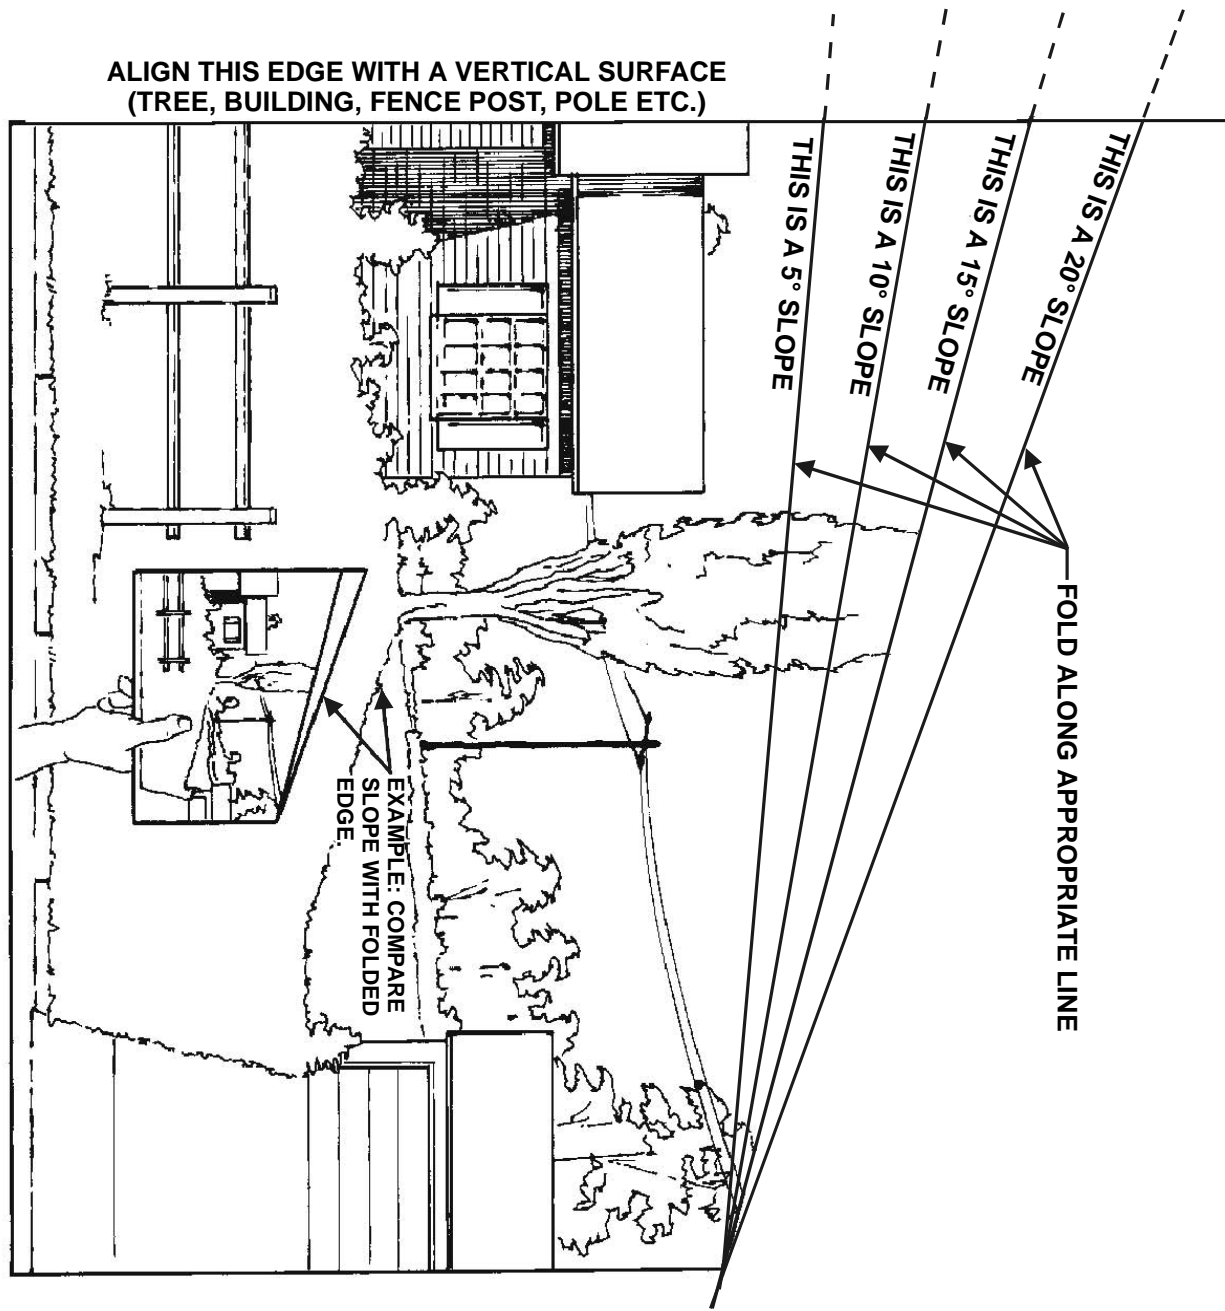 ALIGN THIS EDGE WITH A VERTICAL SURFACE
(TREE, BUILDING, FENCE POST, POLE ETC.)
THIS IS A 5° SLOPE
THIS IS A 10° SLOPE
THIS IS A 15° SLOPE
THIS IS A 20° SLOPE
FOLD ALONG APPROPRIATE LINE
EXAMPLE: COMPARE
SLOPE WITH FOLDED
EDGE.